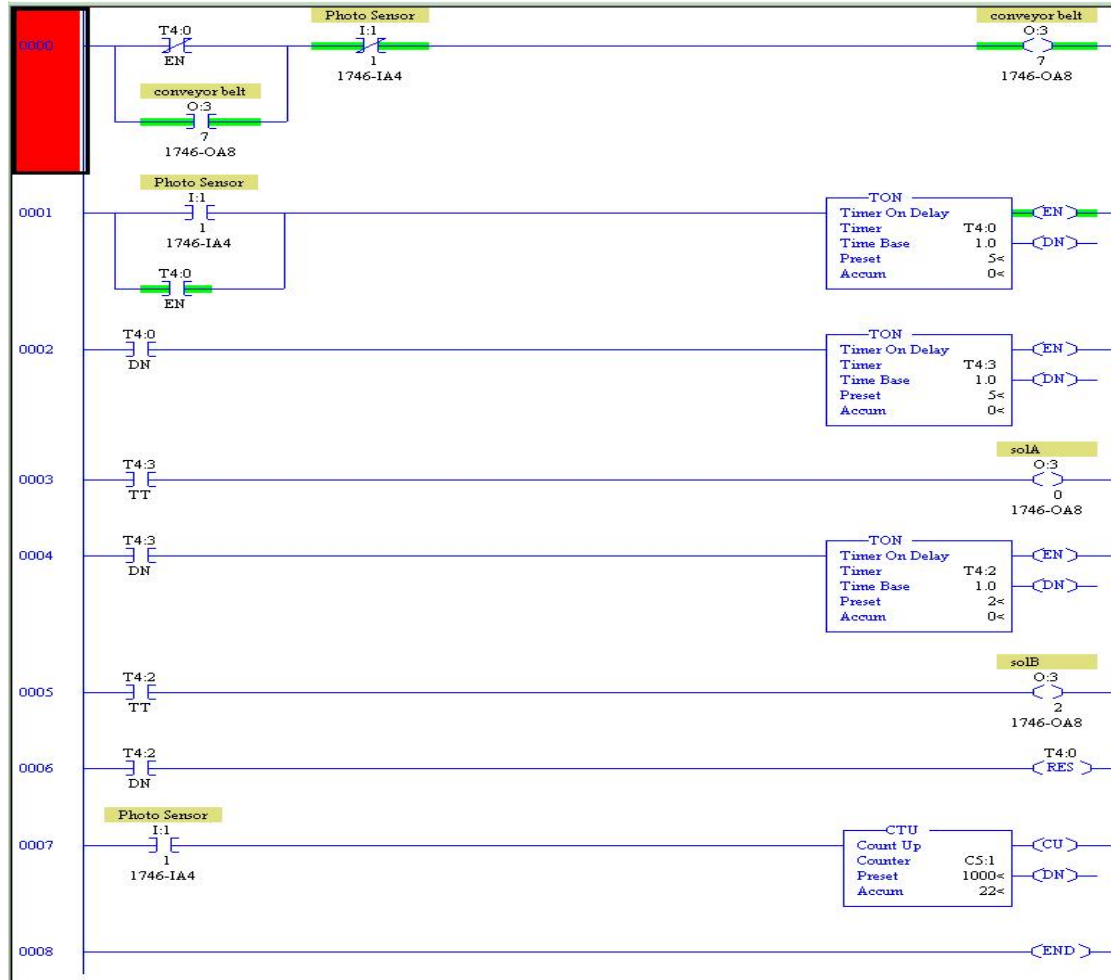 Photo Sensor
conveyor belt
T4:0
I:1
O:3
0000
EN
1
7
1746-IA4
1746-OA8
conveyor belt
O:3
7
1746-OA8
Photo Sensor
I:1
TON
0001
Timer On Delay
EN
1
Timer T4:0
1746-IA4
Time Base 1.0
DN
Preset 5<
T4:0
Accum 0<
EN
T4:0
TON
0002
Timer On Delay
EN
DN
Timer T4:3
Time Base 1.0
DN
Preset 5<
Accum 0<
solA
T4:3
O:3
0003
TT
0
1746-OA8
T4:3
TON
0004
Timer On Delay
EN
DN
Timer T4:2
Time Base 1.0
DN
Preset 2<
Accum 0<
solB
T4:2
O:3
0005
TT
2
1746-OA8
T4:2
T4:0
0006
RES
DN
Photo Sensor
I:1
CTU
0007
Count Up
CU
1
Counter C5:1
1746-IA4
Preset 1000<
DN
Accum 22<
0008
END